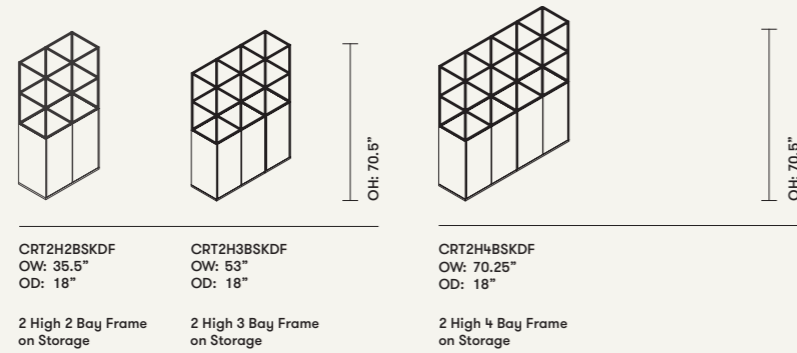 OH: 70.5”
OH: 70.5”
CRT2H2BSKDF
OW: 35.5”
OD: 18”
2 High 2 Bay Frame
on Storage
CRT2H3BSKDF
OW: 53”
OD: 18”
2 High 3 Bay Frame
on Storage
CRT2H4BSKDF
OW: 70.25”
OD: 18”
2 High 4 Bay Frame
on Storage